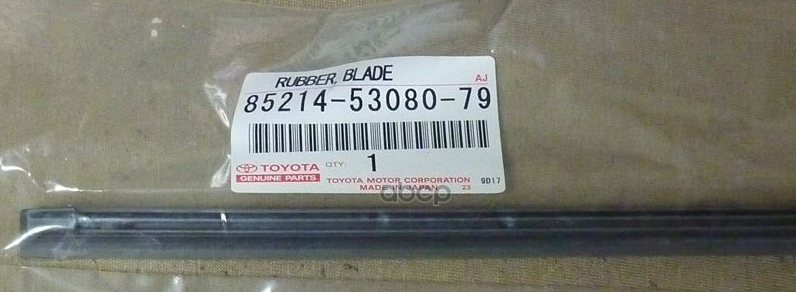 RUBBER, BLADE AJ
85214-53080-79
TOYOTA QTY: 1
GENUINE PARTS TOYOTA MOTOR CORPORATION
MADE IN JAPAN 23 9D17
abcp